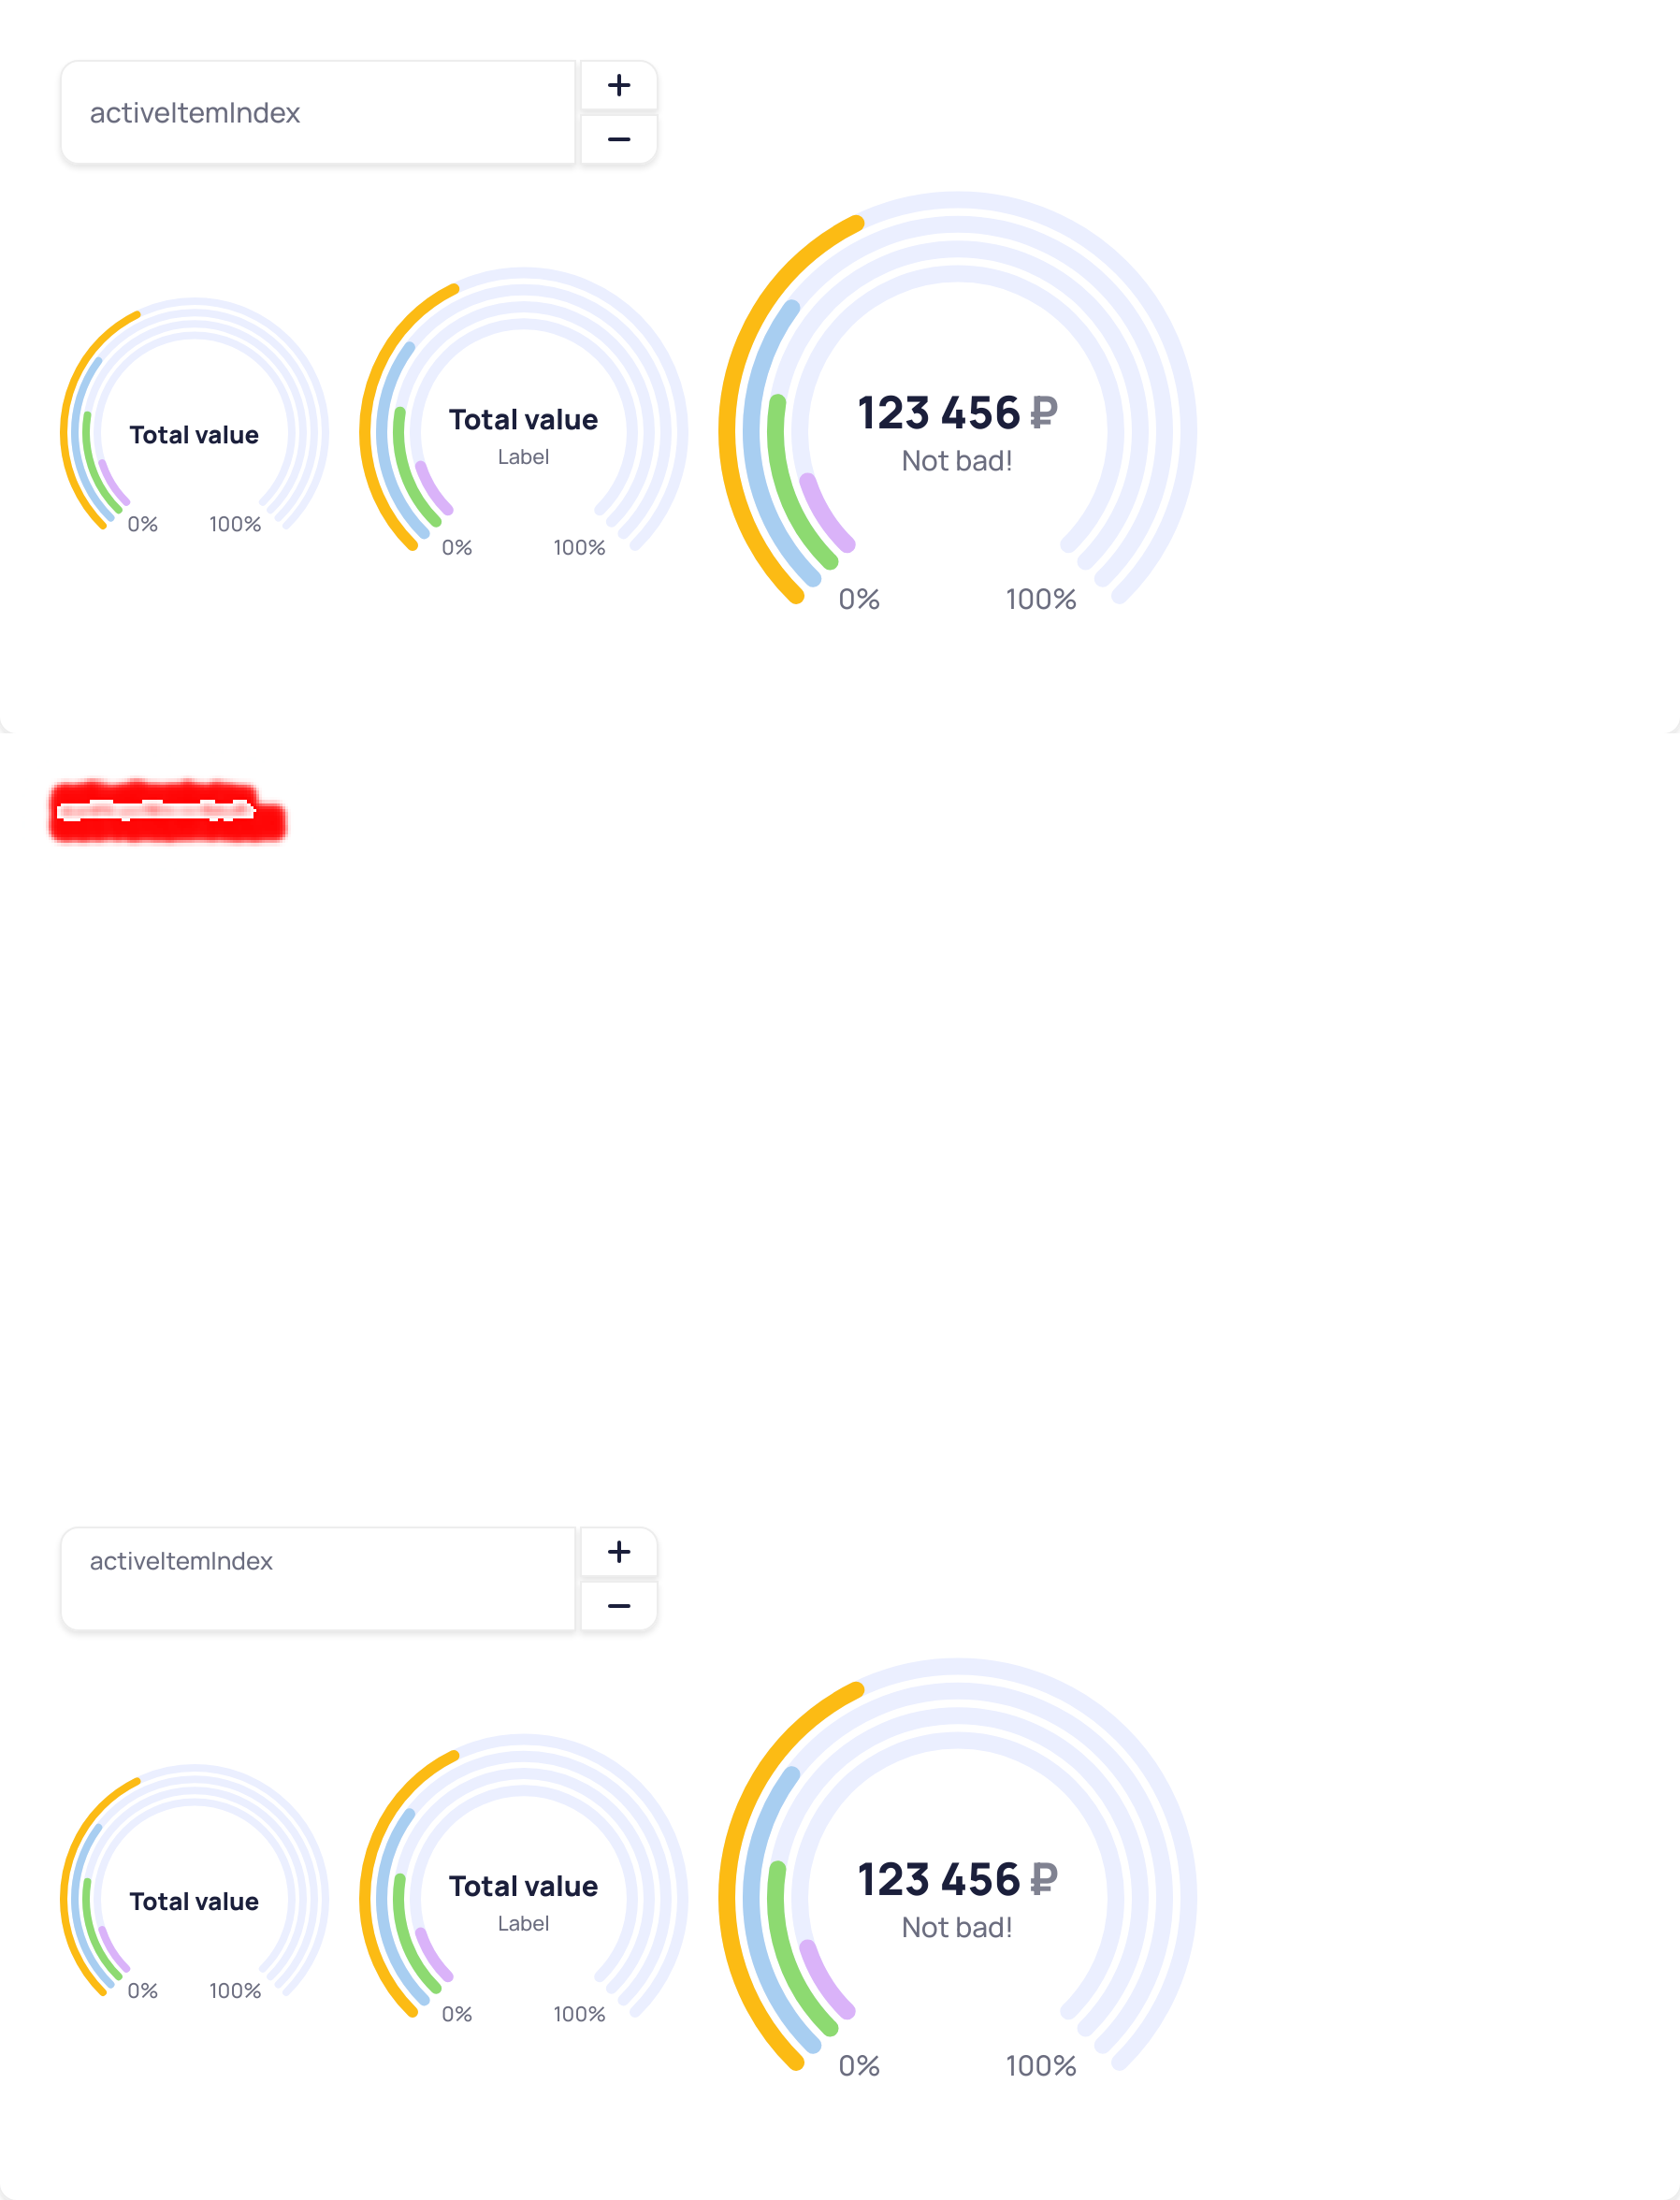 activeItemIndex
Total value
0% 100%
Total value
Label
0% 100%
123 456 ₽
Not bad!
0% 100%
activeItemIndex
Total value
0% 100%
Total value
Label
0% 100%
123 456 ₽
Not bad!
0% 100%